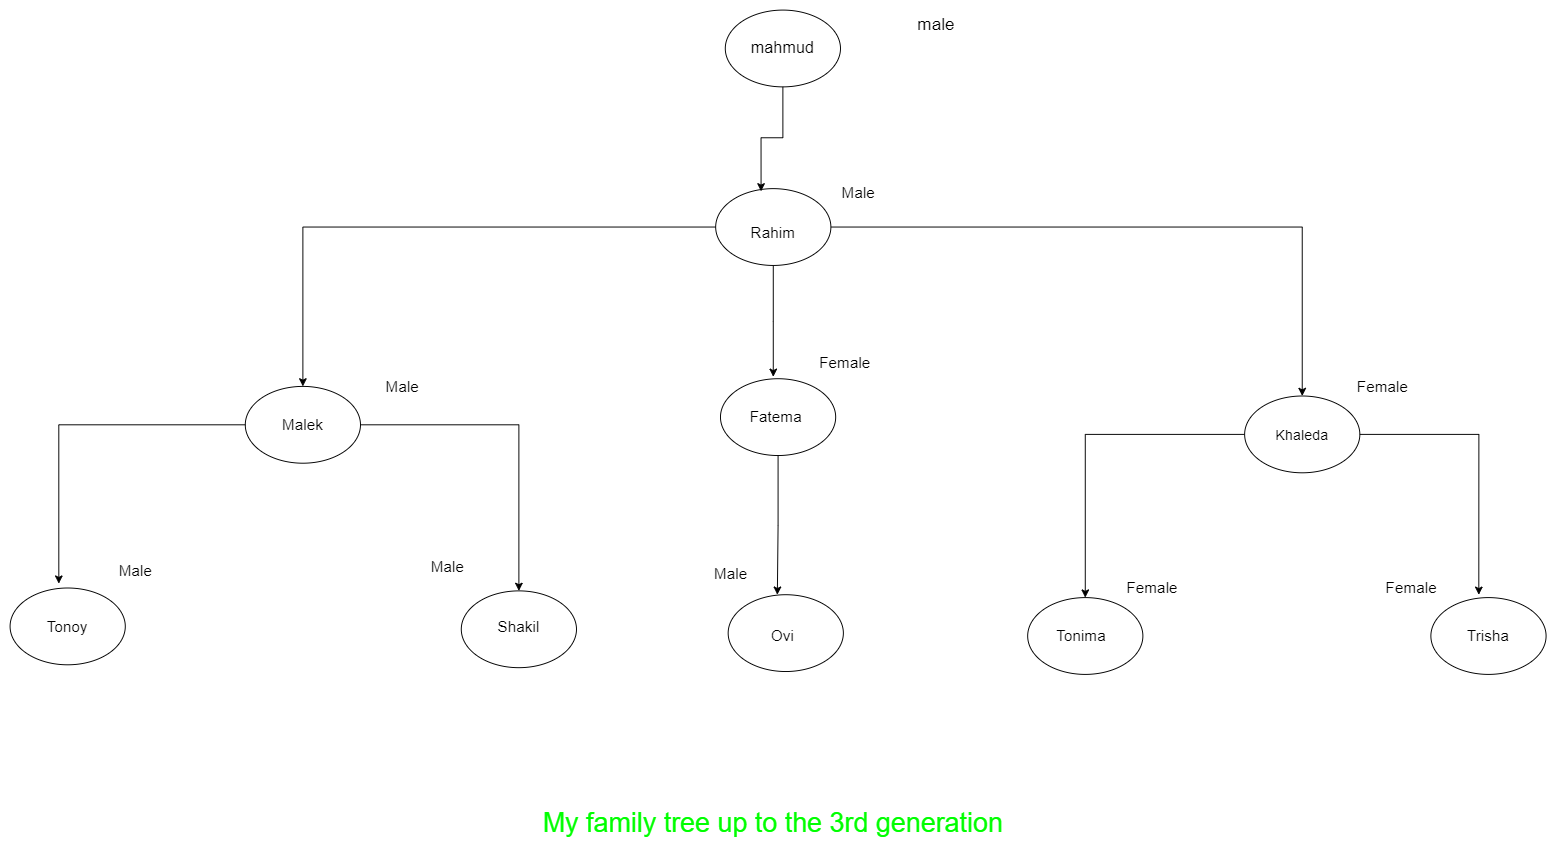 mahmud
male
Male
Rahim
Female
Fatema
Male
Malek
Female
Khaleda
Male
Tonoy
Male
Shakil
Male
Ovi
Female
Tonima
Female
Trisha
My family tree up to the 3rd generation